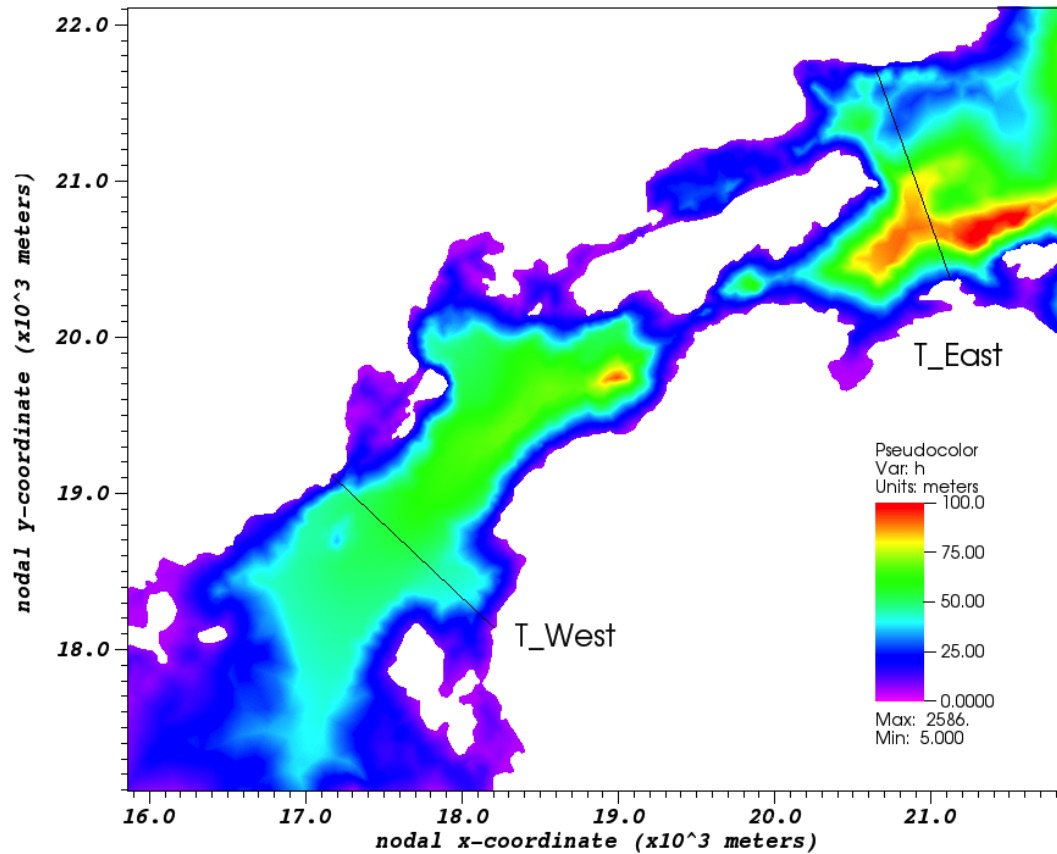 22.0
21.0
20.0
19.0
18.0
nodal y-coordinate (x10^3 meters)
T_East
T_West
Pseudocolor
Var: h
Units: meters
100.0
75.00
50.00
25.00
0.0000
Max: 2586.
Min: 5.000
16.0 17.0 18.0 19.0 20.0 21.0
nodal x-coordinate (x10^3 meters)